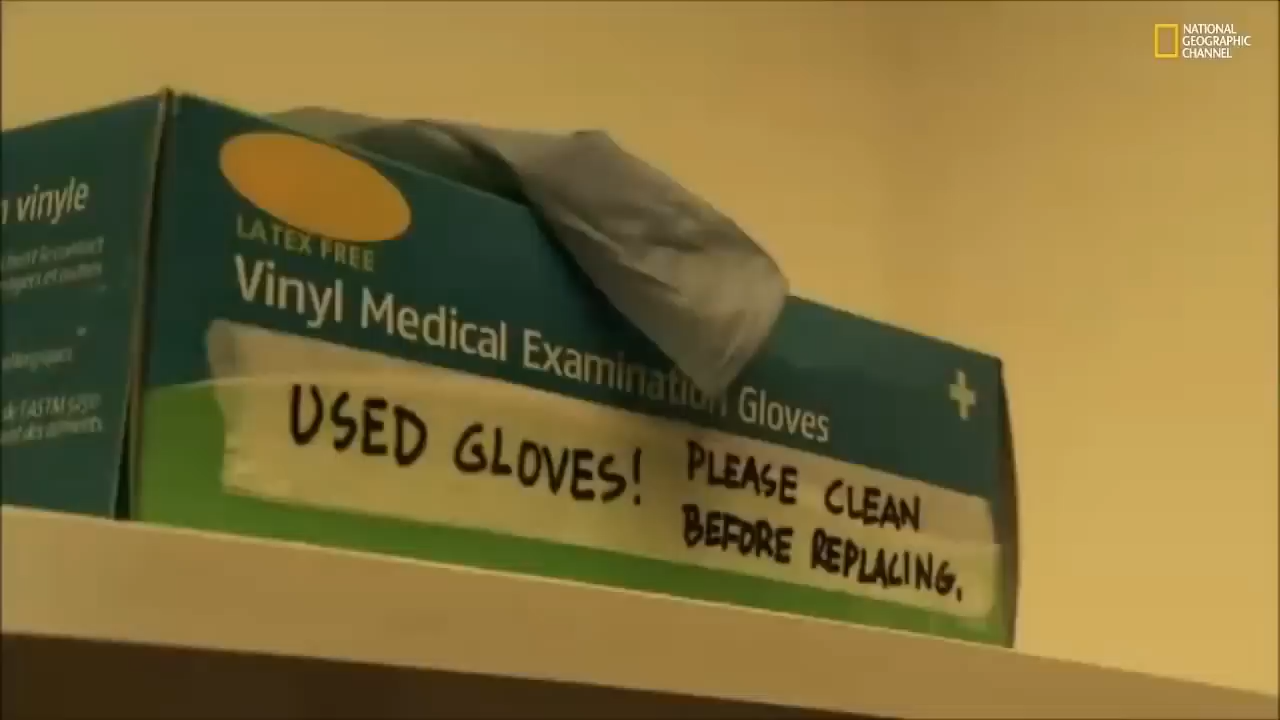 NATIONAL
GEOGRAPHIC
CHANNEL
vinyle
LATEX FREE
Vinyl Medical Examination Gloves
USED GLOVES! PLEASE CLEAN
BEFORE REPLACING.